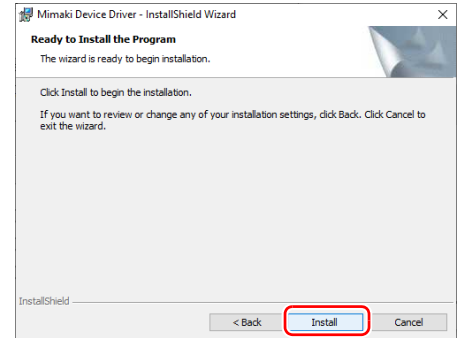 Mimaki Device Driver - InstallShield Wizard
Ready to Install the Program
The wizard is ready to begin installation.
Click Install to begin the installation.
If you want to review or change any of your installation settings, click Back. Click Cancel to
exit the wizard.
InstallShield
< Back Install Cancel